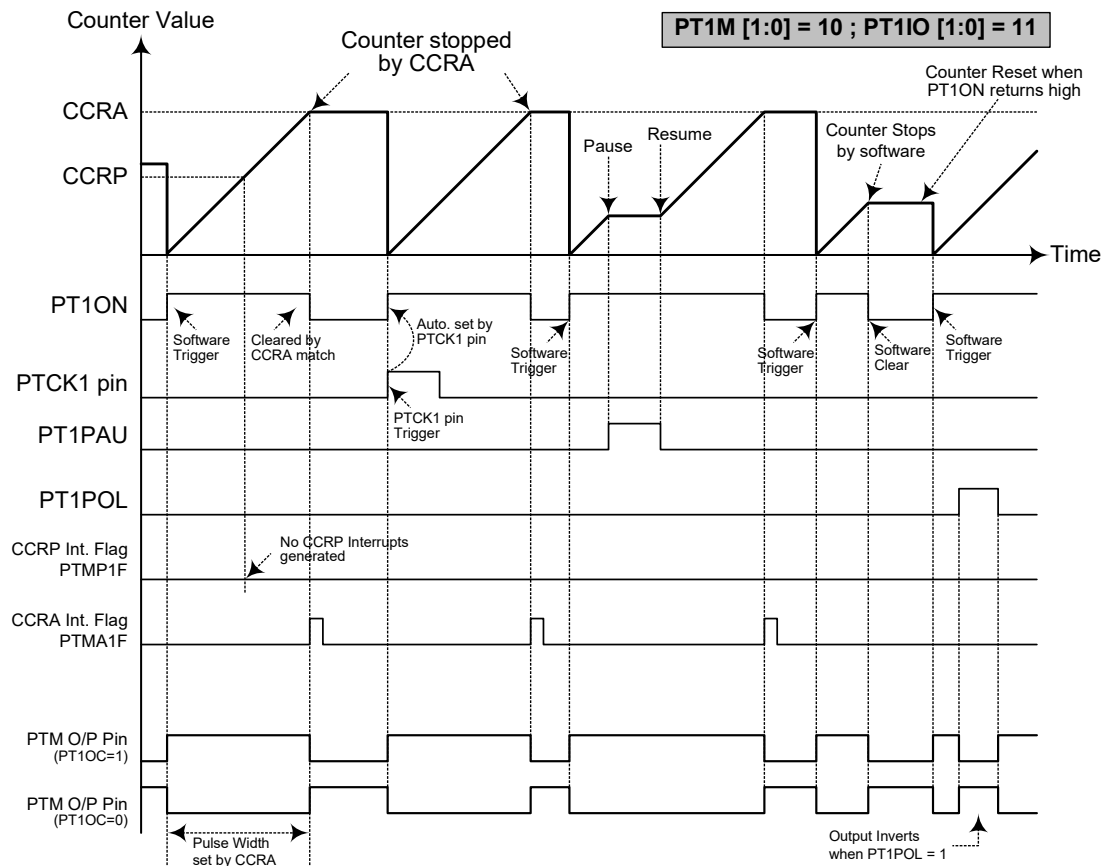 Counter Value
PT1M [1:0] = 10 ; PT1IO [1:0] = 11
Counter stopped
by CCRA
Counter Reset when
PT1ON returns high
CCRA
Pause
Resume
Counter Stops
by software
CCRP
Time
PT1ON
Software
Trigger
Cleared by
CCRA match
Auto. set by
PTCK1 pin
Software
Trigger
Software
Trigger
Software
Clear
Software
Trigger
PTCK1 pin
PTCK1 pin
Trigger
PT1PAU
PT1POL
No CCRP Interrupts
generated
CCRP Int. Flag
PTMP1F
CCRA Int. Flag
PTMA1F
PTM O/P Pin
(PT1OC=1)
PTM O/P Pin
(PT1OC=0)
Pulse Width
set by CCRA
Output Inverts
when PT1POL = 1